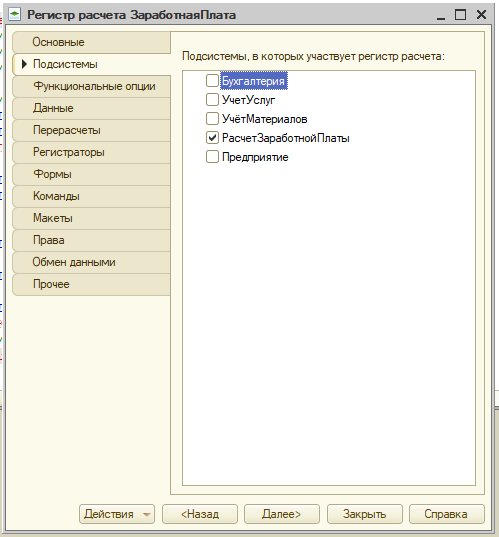 Регистр расчета ЗаработнаяПлата
Основные
Подсистемы
Функциональные опции
Данные
Перерасчеты
Регистраторы
Формы
Команды
Макеты
Права
Обмен данными
Прочее
Подсистемы, в которых участвует регистр расчета:
Бухгалтерия
УчетУслуг
УчётМатериалов
РасчетЗаработнойПлаты
Предприятие
Действия
<Назад
Далее>
Закрыть
Справка